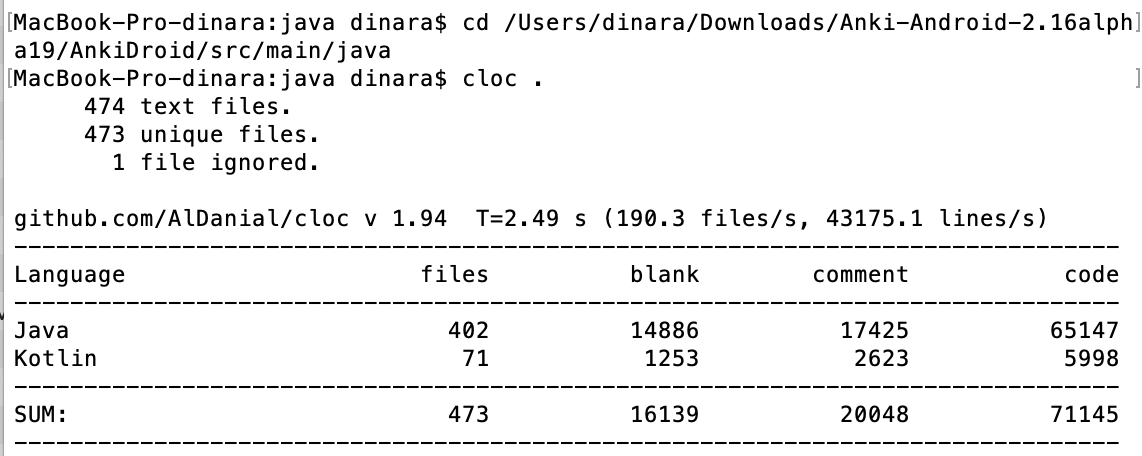 [MacBook-Pro-dinara:java dinara$ cd /Users/dinara/Downloads/Anki-Android-2.16alph]
a19/AnkiDroid/src/main/java
[MacBook-Pro-dinara:java dinara$ cloc . ]
474 text files.
473 unique files.
1 file ignored.
github.com/AlDanial/cloc v 1.94  T=2.49 s (190.3 files/s, 43175.1 lines/s)
-------------------------------------------------------------------------------
Language files blank comment code
-------------------------------------------------------------------------------
Java 402 14886 17425 65147
Kotlin 71 1253 2623 5998
-------------------------------------------------------------------------------
SUM: 473 16139 20048 71145
-------------------------------------------------------------------------------